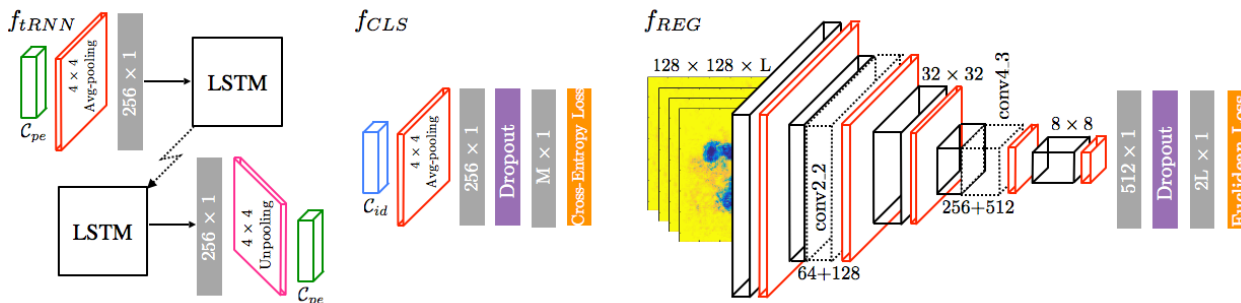 f_tRNN
C_pe
4 × 4
Avg-pooling
256 × 1
LSTM
LSTM
256 × 1
4 × 4
Unpooling
C_pe
f_CLS
C_id
4 × 4
Avg-pooling
256 × 1
Dropout
M × 1
Cross-Entropy Loss
f_REG
128 × 128 × L
conv2_2
64+128
32 × 32
conv4_3
256+512
8 × 8
512 × 1
Dropout
2L × 1
Euclidean Loss